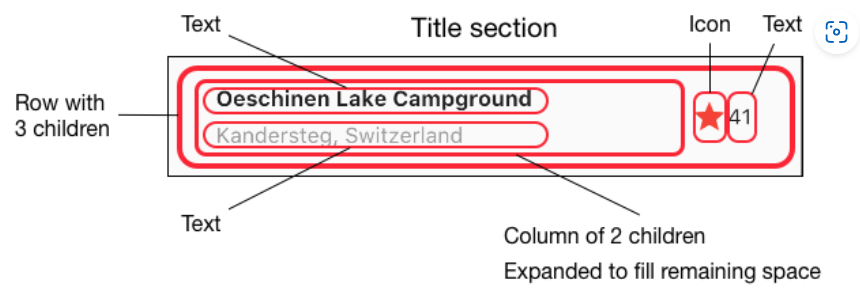 Text
Title section
Icon
Text
Row with
3 children
Oeschinen Lake Campground
Kandersteg, Switzerland
41
Text
Column of 2 children
Expanded to fill remaining space